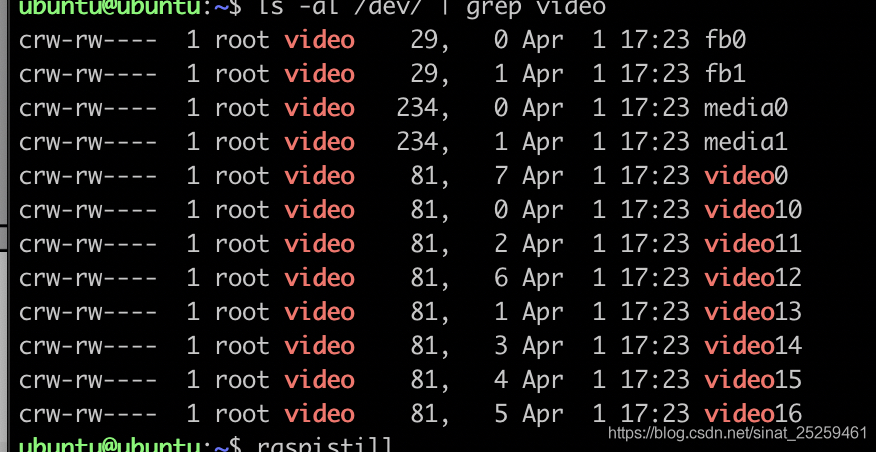 ubuntu@ubuntu:~$ ls -al /dev/ | grep video
crw-rw---- 1 root video 29, 0 Apr 1 17:23 fb0
crw-rw---- 1 root video 29, 1 Apr 1 17:23 fb1
crw-rw---- 1 root video 234, 0 Apr 1 17:23 media0
crw-rw---- 1 root video 234, 1 Apr 1 17:23 media1
crw-rw---- 1 root video 81, 7 Apr 1 17:23 video0
crw-rw---- 1 root video 81, 0 Apr 1 17:23 video10
crw-rw---- 1 root video 81, 2 Apr 1 17:23 video11
crw-rw---- 1 root video 81, 6 Apr 1 17:23 video12
crw-rw---- 1 root video 81, 1 Apr 1 17:23 video13
crw-rw---- 1 root video 81, 3 Apr 1 17:23 video14
crw-rw---- 1 root video 81, 4 Apr 1 17:23 video15
crw-rw---- 1 root video 81, 5 Apr 1 17:23 video16
ubuntu@ubuntu:~$ raspistill
https://blog.csdn.net/sinat_25259461